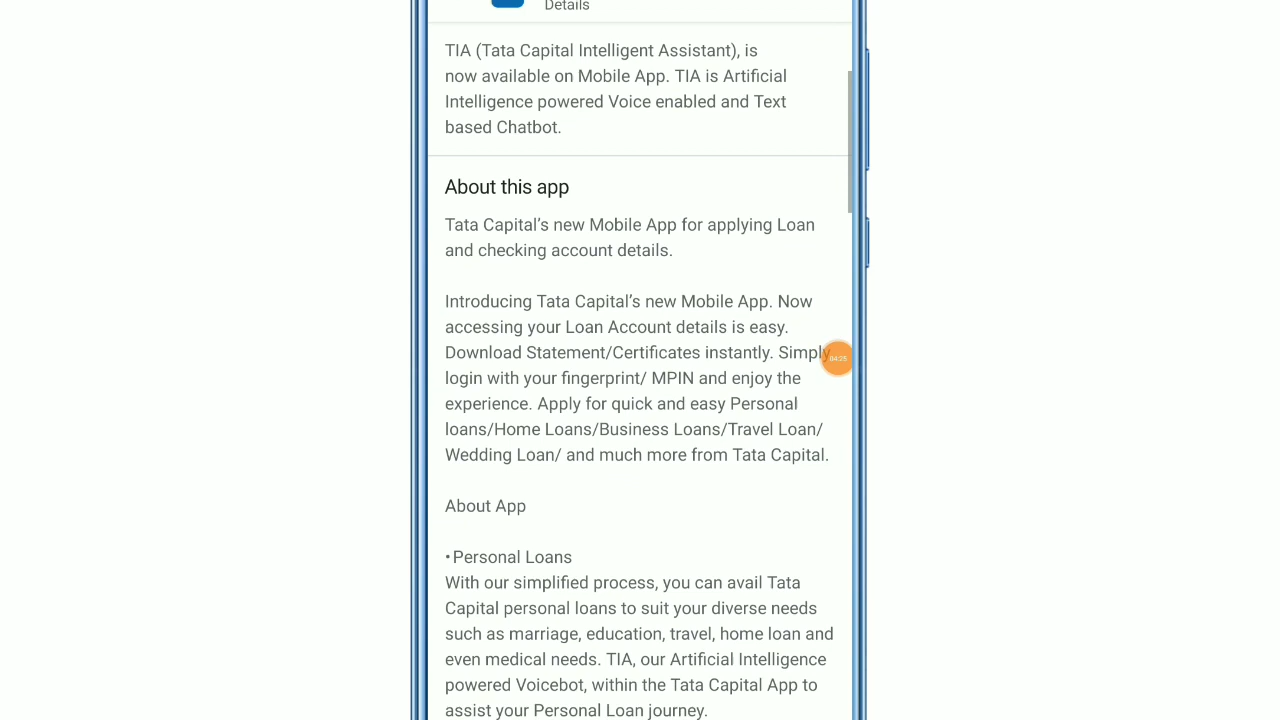 Details
TIA (Tata Capital Intelligent Assistant), is
now available on Mobile App. TIA is Artificial
Intelligence powered Voice enabled and Text
based Chatbot.
About this app
Tata Capital’s new Mobile App for applying Loan
and checking account details.
Introducing Tata Capital’s new Mobile App. Now
accessing your Loan Account details is easy.
Download Statement/Certificates instantly. Simply
login with your fingerprint/ MPIN and enjoy the
experience. Apply for quick and easy Personal
loans/Home Loans/Business Loans/Travel Loan/
Wedding Loan/ and much more from Tata Capital.
About App
• Personal Loans
With our simplified process, you can avail Tata
Capital personal loans to suit your diverse needs
such as marriage, education, travel, home loan and
even medical needs. TIA, our Artificial Intelligence
powered Voicebot, within the Tata Capital App to
assist your Personal Loan journey.
04:25